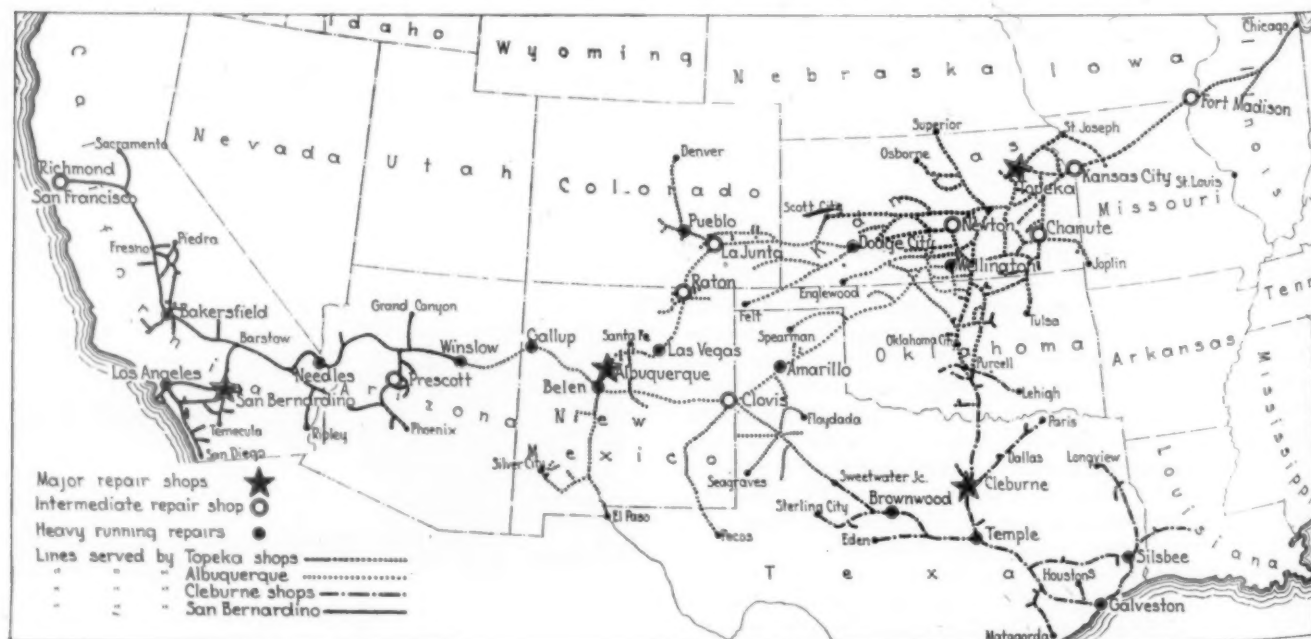 Idaho
Wyoming
Nebraska
Iowa
Illinois
Chicago
Fort Madison
Nevada
Utah
Colorado
Kansas
Missouri
California
Sacramento
Richmond
San Francisco
Fresno
Piedra
Bakersfield
Barstow
Los Angeles
San Bernardino
Temecula
San Diego
Needles
Ripley
Grand Canyon
Prescott
Phoenix
Winslow
Arizona
Gallup
Belen
Albuquerque
Santa Fe
Las Vegas
New
Mexico
Silver City
El Paso
Denver
Pueblo
La Junta
Raton
Superior
Osborne
St Joseph
Topeka
Kansas City
St. Louis
Scott City
Dodge City
Newton
Chanute
Wellington
Joplin
Englewood
Felt
Tulsa
Spearman
Amarillo
Oklahoma City
Oklahoma
Purcell
Lehigh
Arkansas
Tenn
Mississipp
Clovis
Floydada
Seagraves
Pecos
Paris
Dallas
Longview
Cleburne
Sweetwater Jc.
Brownwood
Sterling City
Eden
Temple
Silsbee
Louisiana
Texas
Houston
Galveston
Matagorda
Major repair shops
Intermediate repair shop
Heavy running repairs
Lines served by Topeka shops
" " " Albuquerque
" " " Cleburne shops
" " " San Bernardino